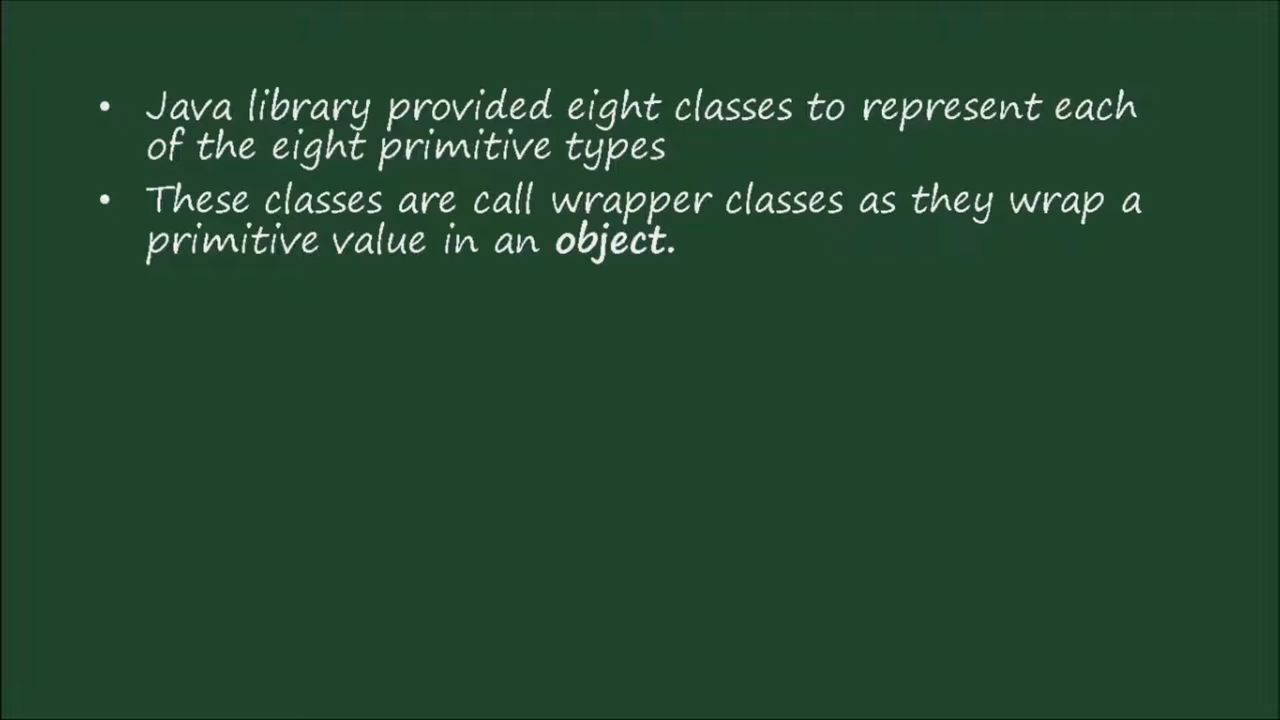 • Java library provided eight classes to represent each
of the eight primitive types
• These classes are call wrapper classes as they wrap a
primitive value in an object.